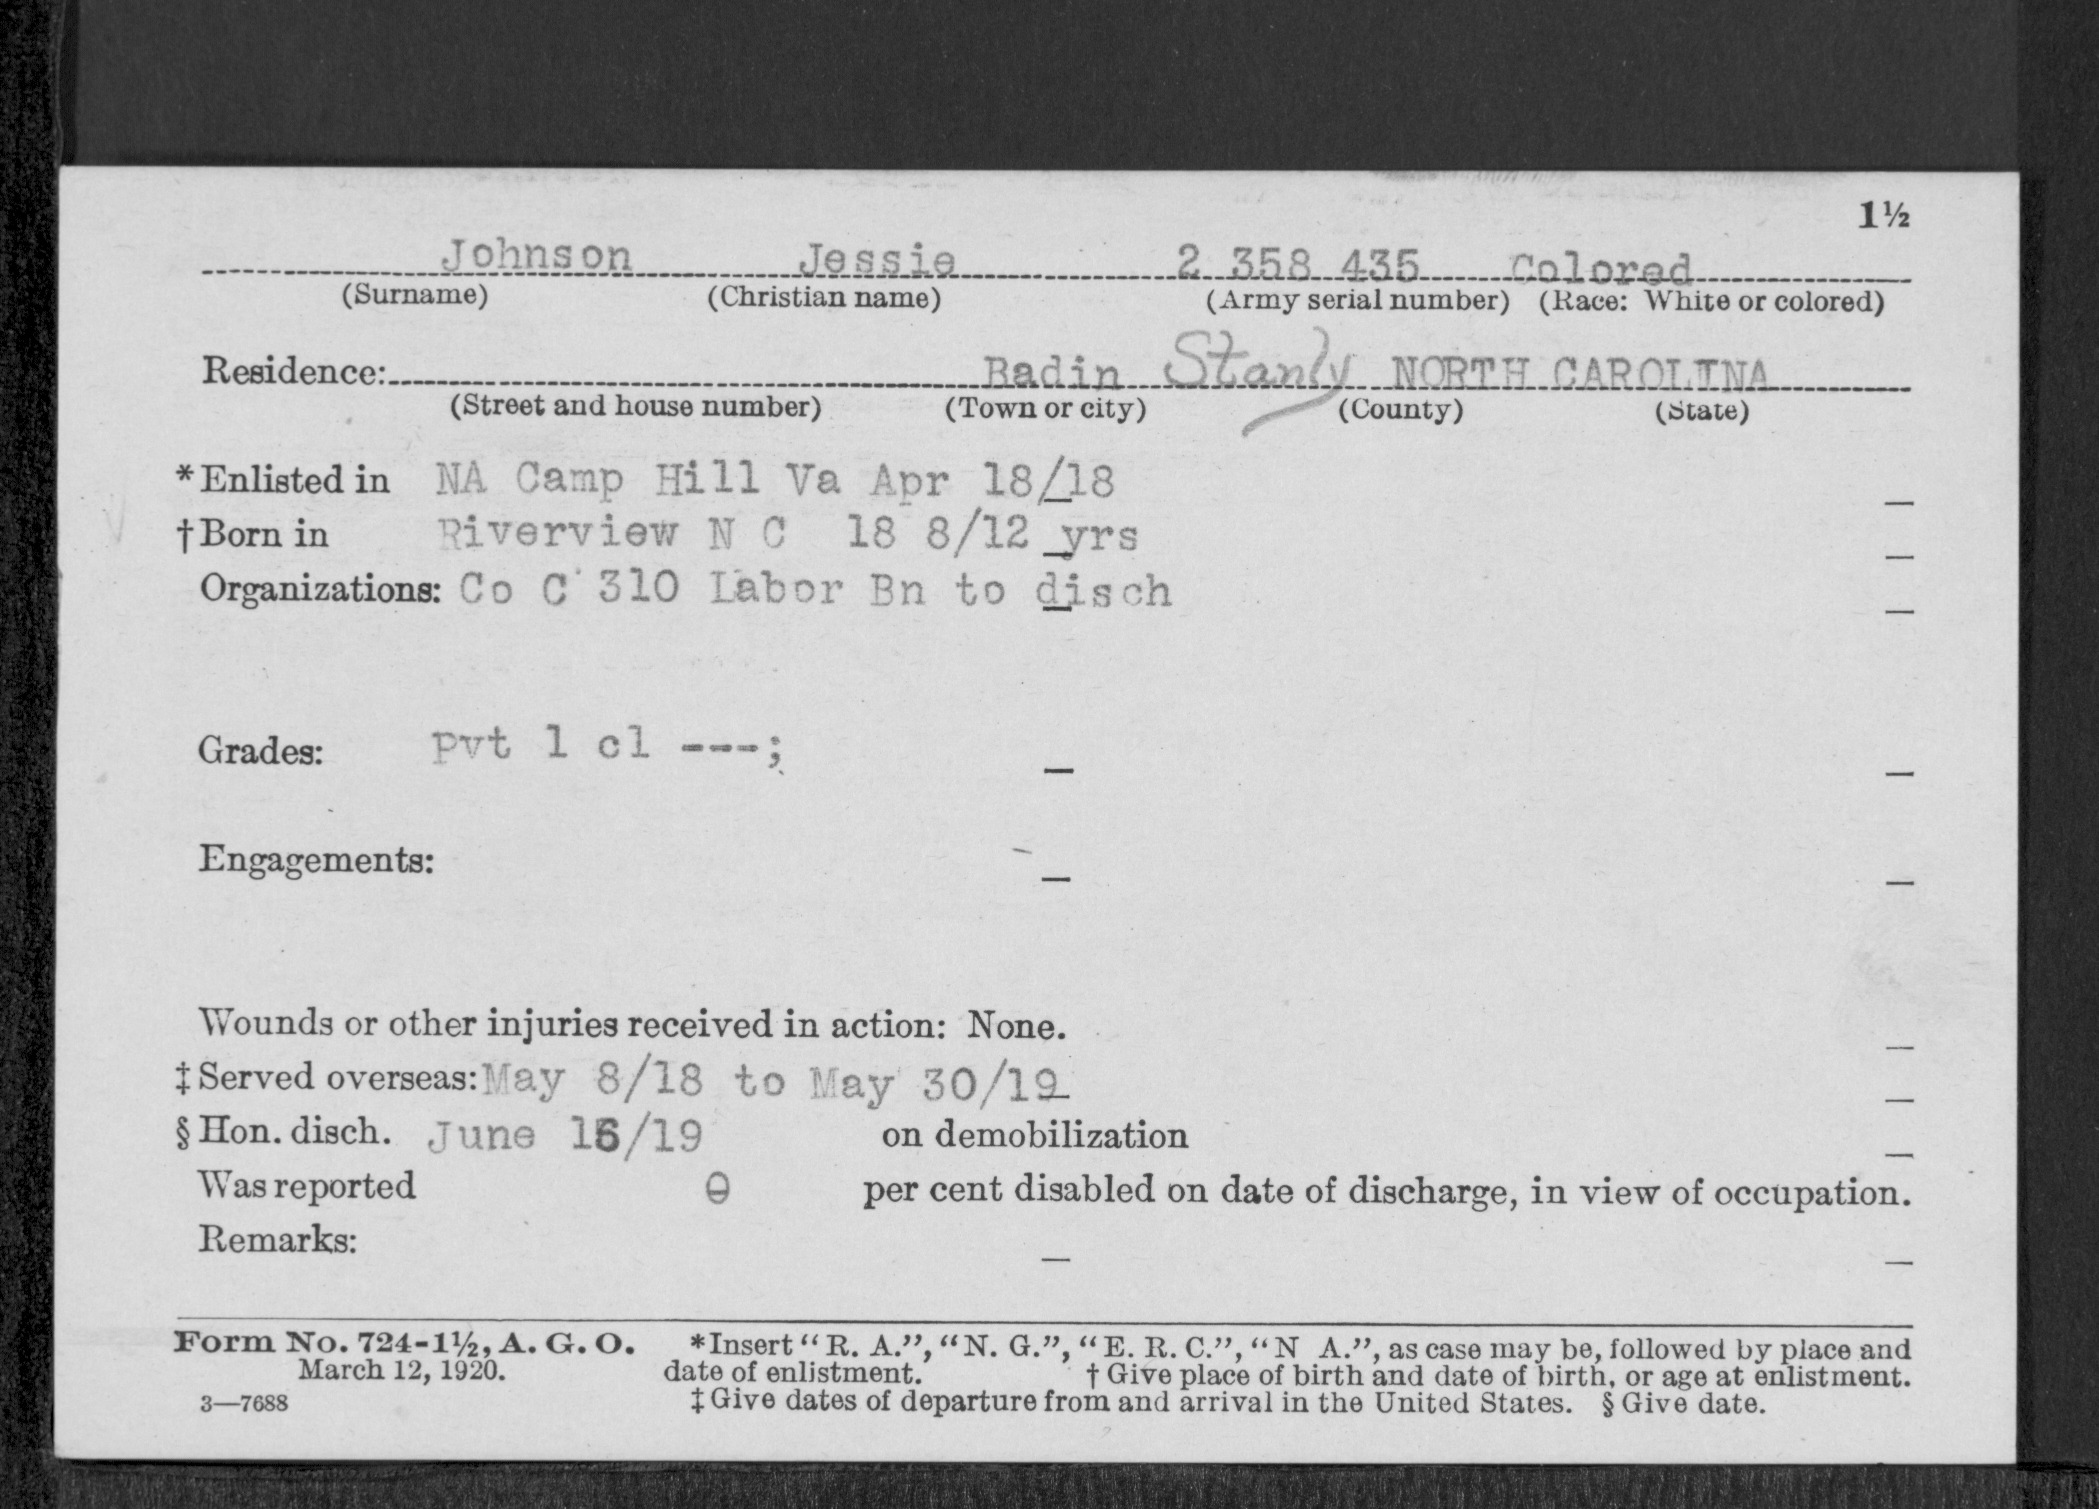 1½
Johnson Jessie 2 358 435 Colored
(Surname) (Christian name) (Army serial number) (Race: White or colored)
Residence: Badin Stanly NORTH CAROLINA
(Street and house number) (Town or city) (County) (State)
*Enlisted in NA Camp Hill Va Apr 18/18
†Born in Riverview N C 18 8/12 yrs
Organizations: Co C 310 Labor Bn to disch
Grades: Pvt 1 cl ---;
Engagements:
Wounds or other injuries received in action: None.
‡Served overseas: May 8/18 to May 30/19
§Hon. disch. June 16/19 on demobilization
Was reported 0 per cent disabled on date of discharge, in view of occupation.
Remarks:
Form No. 724-1½, A. G. O. *Insert "R. A.", "N. G.", "E. R. C.", "N A.", as case may be, followed by place and
March 12, 1920. date of enlistment. †Give place of birth and date of birth, or age at enlistment.
3—7688 ‡Give dates of departure from and arrival in the United States. §Give date.